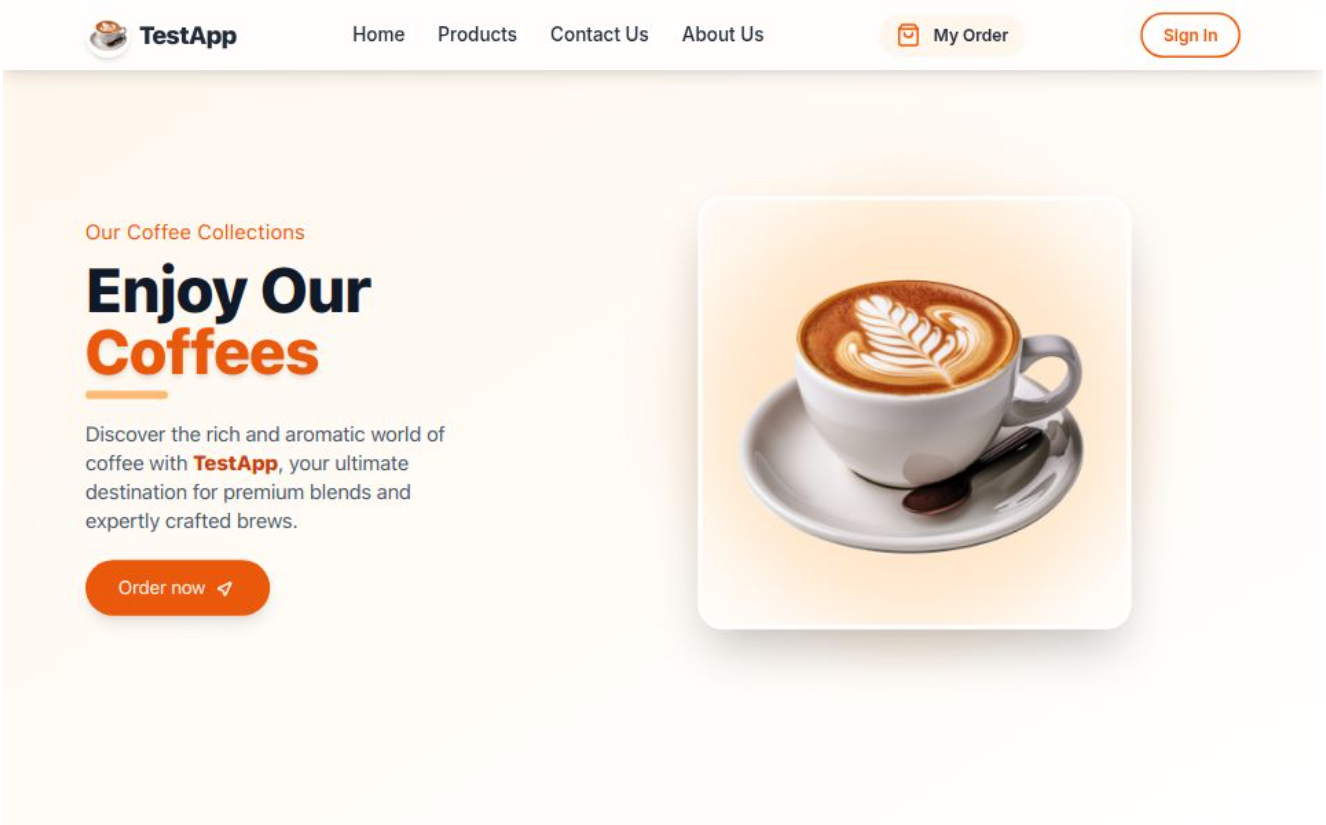 TestApp
Home
Products
Contact Us
About Us
My Order
Sign In
Our Coffee Collections
Enjoy Our
Coffees
Discover the rich and aromatic world of
coffee with TestApp, your ultimate
destination for premium blends and
expertly crafted brews.
Order now